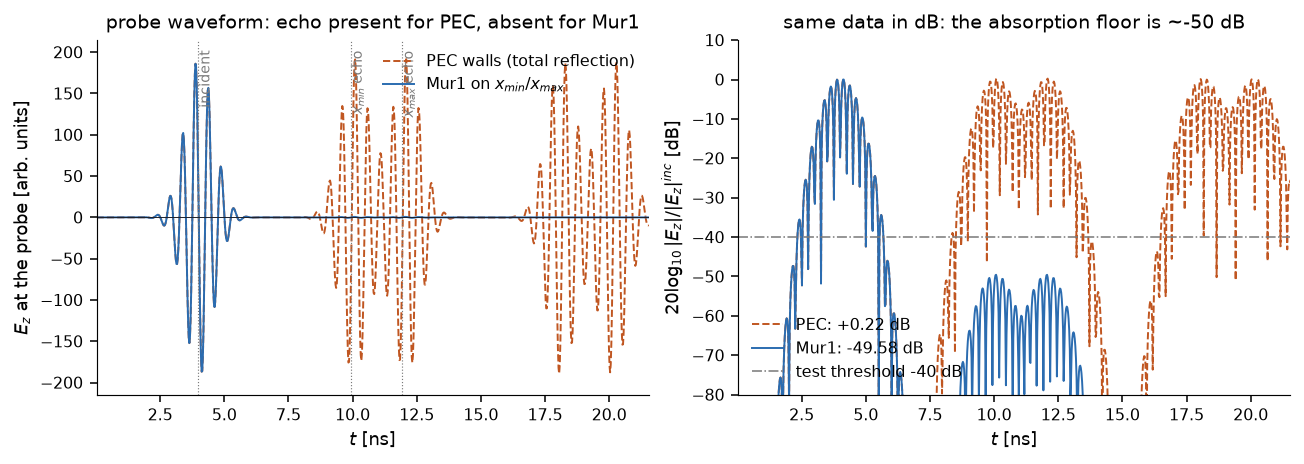 probe waveform: echo present for PEC, absent for Mur1
E_z at the probe [arb. units]
200
150
100
50
0
−50
−100
−150
−200
incident
x_min echo
x_max echo
PEC walls (total reflection)
Mur1 on x_min/x_max
2.5 5.0 7.5 10.0 12.5 15.0 17.5 20.0
t [ns]
same data in dB: the absorption floor is ~-50 dB
20log₁₀ |E_z|/|E_z|^inc [dB]
10
0
−10
−20
−30
−40
−50
−60
−70
−80
PEC: +0.22 dB
Mur1: -49.58 dB
test threshold -40 dB
2.5 5.0 7.5 10.0 12.5 15.0 17.5 20.0
t [ns]